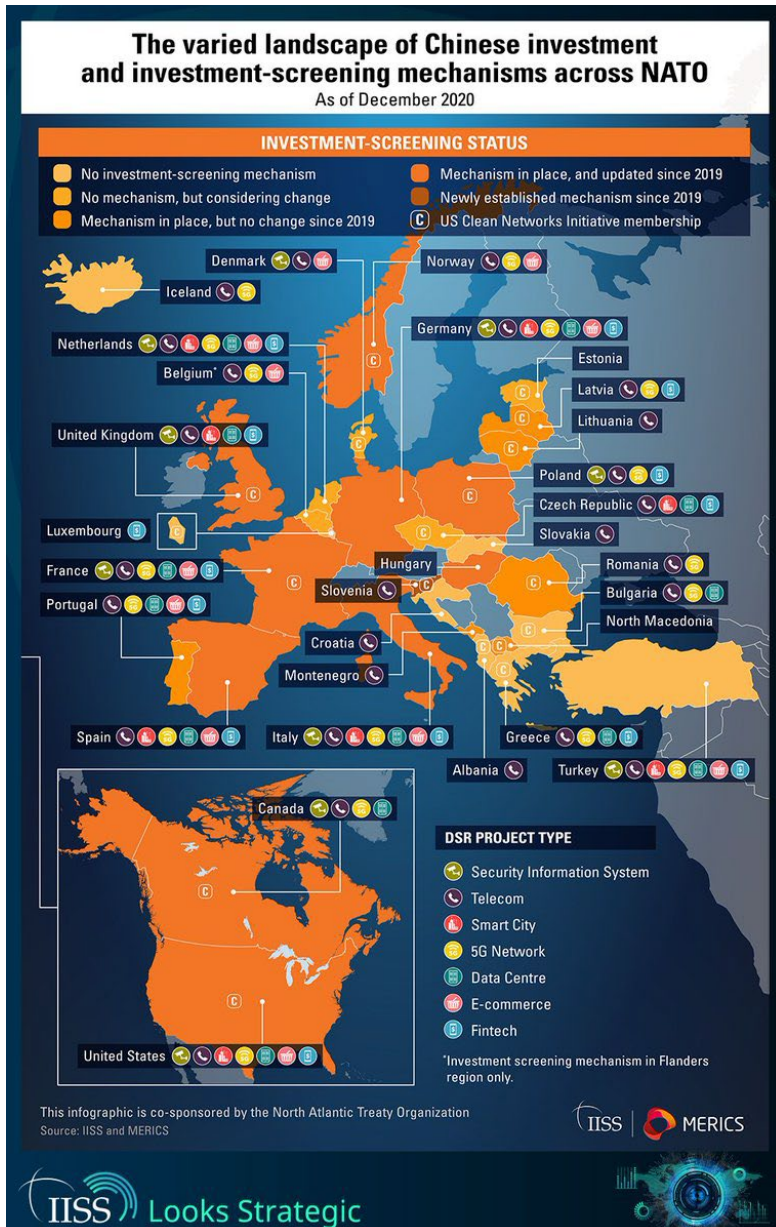 The varied landscape of Chinese investment
and investment-screening mechanisms across NATO
As of December 2020
INVESTMENT-SCREENING STATUS
No investment-screening mechanism
No mechanism, but considering change
Mechanism in place, but no change since 2019
Mechanism in place, and updated since 2019
Newly established mechanism since 2019
C US Clean Networks Initiative membership
Denmark
Norway
Iceland
Netherlands
Germany
Belgium*
Estonia
Latvia
Lithuania
United Kingdom
Poland
Czech Republic
Luxembourg
Slovakia
France
Hungary
Romania
Slovenia
Bulgaria
Portugal
North Macedonia
Croatia
Montenegro
Spain
Italy
Greece
Albania
Turkey
Canada
United States
DSR PROJECT TYPE
Security Information System
Telecom
Smart City
5G 5G Network
Data Centre
E-commerce
Fintech
*Investment screening mechanism in Flanders
region only.
This infographic is co-sponsored by the North Atlantic Treaty Organization
Source: IISS and MERICS
IISS
MERICS
IISS Looks Strategic